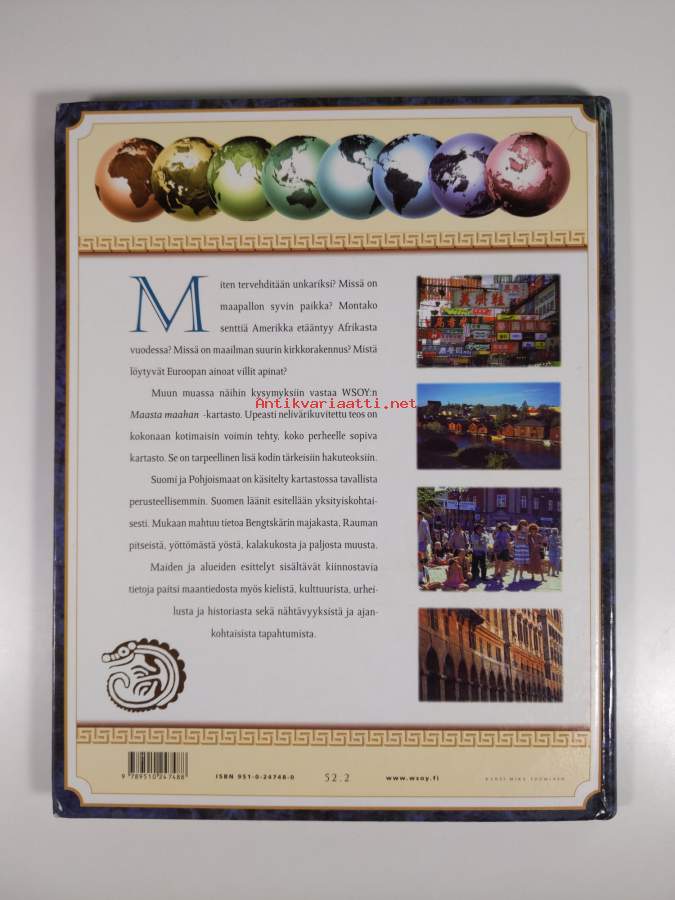 Miten tervehditään unkariksi? Missä on
maapallon syvin paikka? Montako
senttiä Amerikka etääntyy Afrikasta
vuodessa? Missä on maailman suurin kirkkorakennus? Mistä
löytyvät Euroopan ainoat villit apinat?
Muun muassa näihin kysymyksiin vastaa WSOY:n
Antikvariaatti.net
Maasta maahan -kartasto. Upeasti nelivärikuvitettu teos on
kokonaan kotimaisin voimin tehty, koko perheelle sopiva
kartasto. Se on tarpeellinen lisä kodin tärkeisiin hakuteoksiin.
Suomi ja Pohjoismaat on käsitelty kartastossa tavallista
perusteellisemmin. Suomen läänit esitellään yksityiskohtai-
sesti. Mukaan mahtuu tietoa Bengtskärin majakasta, Rauman
pitseistä, yöttömästä yöstä, kalakukosta ja paljosta muusta.
Maiden ja alueiden esittelyt sisältävät kiinnostavia
tietoja paitsi maantiedosta myös kielistä, kulttuurista, urhei-
lusta ja historiasta sekä nähtävyyksistä ja ajan-
kohtaisista tapahtumista.
9 789510 247488
ISBN 951-0-24748-0
52.2
www.wsoy.fi